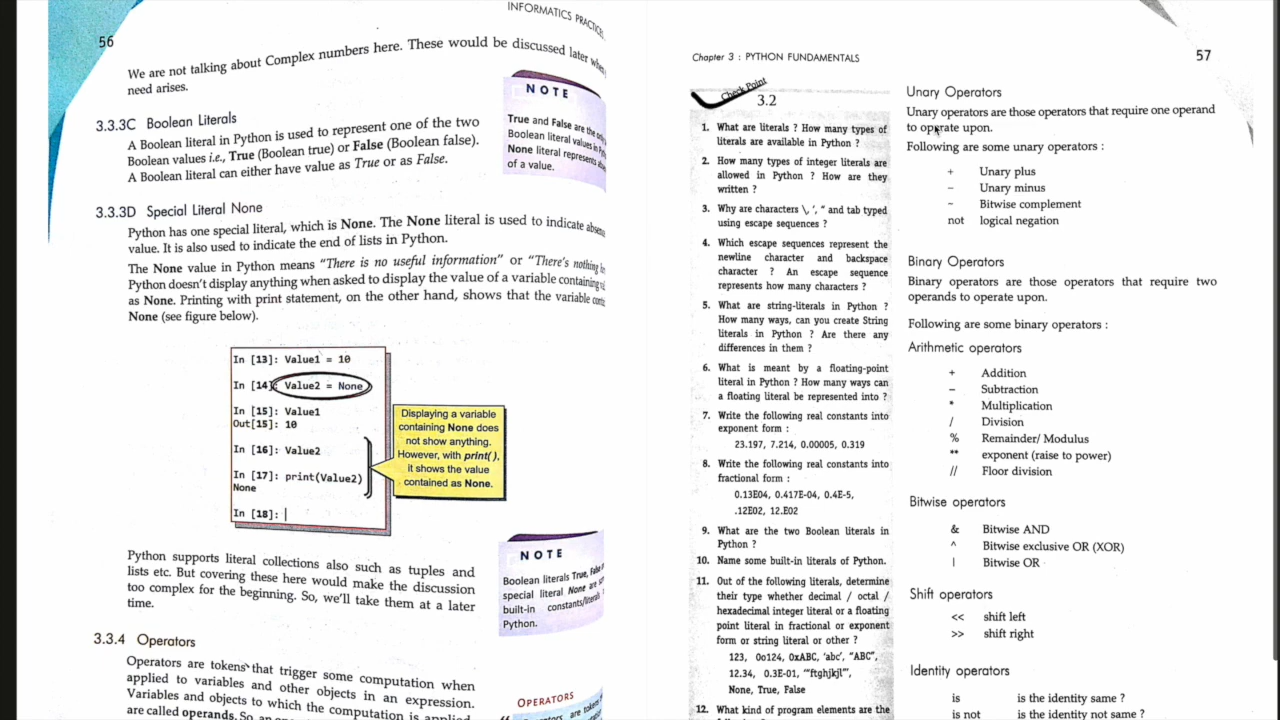 INFORMATICS PRACTICES
56
We are not talking about Complex numbers here. These would be discussed later when
need arises.
3.3.3C Boolean Literals
A Boolean literal in Python is used to represent one of the two
Boolean values i.e., True (Boolean true) or False (Boolean false).
A Boolean literal can either have value as True or as False.
NOTE
True and False are the
Boolean literal values in
None literal represents
of a value.
3.3.3D Special Literal None
Python has one special literal, which is None. The None literal is used to indicate
value. It is also used to indicate the end of lists in Python.
The None value in Python means "There is no useful information" or "There's nothing
Python doesn't display anything when asked to display the value of a variable containing
as None. Printing with print statement, on the other hand, shows that the variable
None (see figure below).
In [13]: Value1 = 10
In [14]: Value2 = None
In [15]: Value1
Out[15]: 10
In [16]: Value2
In [17]: print(Value2)
None
In [18]:
Displaying a variable
containing None does
not show anything.
However, with print( ),
it shows the value
contained as None.
Python supports literal collections also such as tuples and
lists etc. But covering these here would make the discussion
too complex for the beginning. So, we'll take them at a later
time.
NOTE
Boolean literals True, False
special literal None are
built-in constants/literals
Python.
3.3.4 Operators
Operators are tokens that trigger some computation when
applied to variables and other objects in an expression.
Variables and objects to which the computation is applied,
are called operands. So, an
OPERATORS
Chapter 3 : PYTHON FUNDAMENTALS
57
Check Point
3.2
1. What are literals ? How many types of
literals are available in Python ?
2. How many types of integer literals are
allowed in Python ? How are they
written ?
3. Why are characters \, ', " and tab typed
using escape sequences ?
4. Which escape sequences represent the
newline character and backspace
character ? An escape sequence
represents how many characters ?
5. What are string-literals in Python ?
How many ways, can you create String
literals in Python ? Are there any
differences in them ?
6. What is meant by a floating-point
literal in Python ? How many ways can
a floating literal be represented into ?
7. Write the following real constants into
exponent form :
23.197, 7.214, 0.00005, 0.319
8. Write the following real constants into
fractional form :
0.13E04, 0.417E-04, 0.4E-5,
.12E02, 12.E02
9. What are the two Boolean literals in
Python ?
10. Name some built-in literals of Python.
11. Out of the following literals, determine
their type whether decimal / octal /
hexadecimal integer literal or a floating
point literal in fractional or exponent
form or string literal or other ?
123, 0o124, 0xABC, 'abc', "ABC",
12.34, 0.3E-01, '"ftghjkjl"',
None, True, False
12. What kind of program elements are the
Unary Operators
Unary operators are those operators that require one operand
to operate upon.
Following are some unary operators :
+ Unary plus
– Unary minus
~ Bitwise complement
not logical negation
Binary Operators
Binary operators are those operators that require two
operands to operate upon.
Following are some binary operators :
Arithmetic operators
+ Addition
– Subtraction
* Multiplication
/ Division
% Remainder/ Modulus
** exponent (raise to power)
// Floor division
Bitwise operators
& Bitwise AND
^ Bitwise exclusive OR (XOR)
| Bitwise OR
Shift operators
<< shift left
>> shift right
Identity operators
is is the identity same ?
is not is the identity not same ?